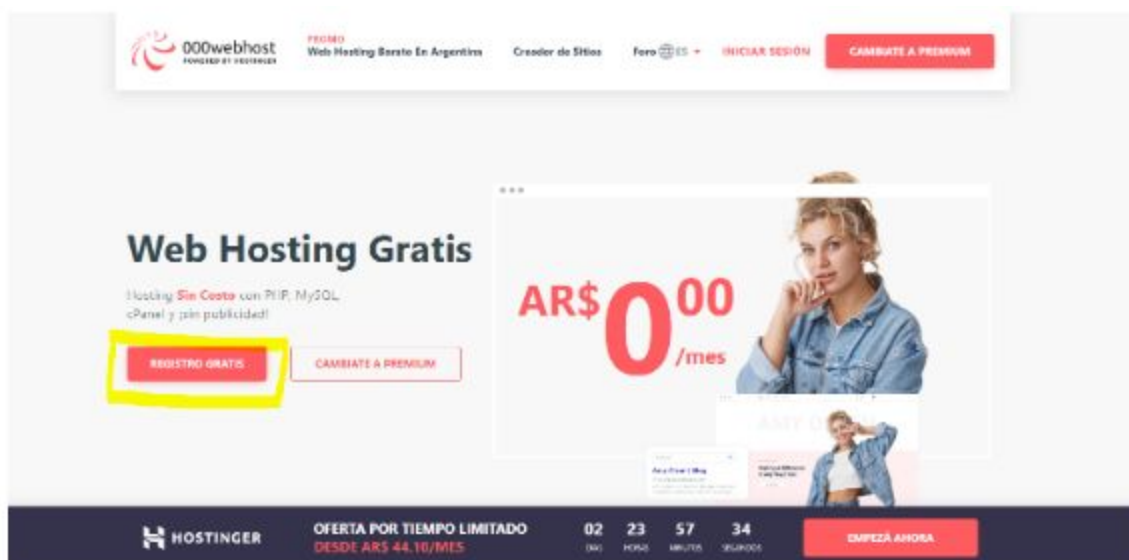 000webhost
POWERED BY HOSTINGER
PROMO
Web Hosting Barato En Argentina
Creador de Sitios
Foro
ES
INICIAR SESIÓN
CAMBIATE A PREMIUM
Web Hosting Gratis
Hosting Sin Costo con PHP, MySQL,
cPanel y ¡sin publicidad!
REGISTRO GRATIS
CAMBIATE A PREMIUM
AR$ 0 00
/mes
HOSTINGER
OFERTA POR TIEMPO LIMITADO
DESDE ARS 44.10/MES
02 23 57 34
DÍAS HORAS MINUTOS SEGUNDOS
EMPEZÁ AHORA